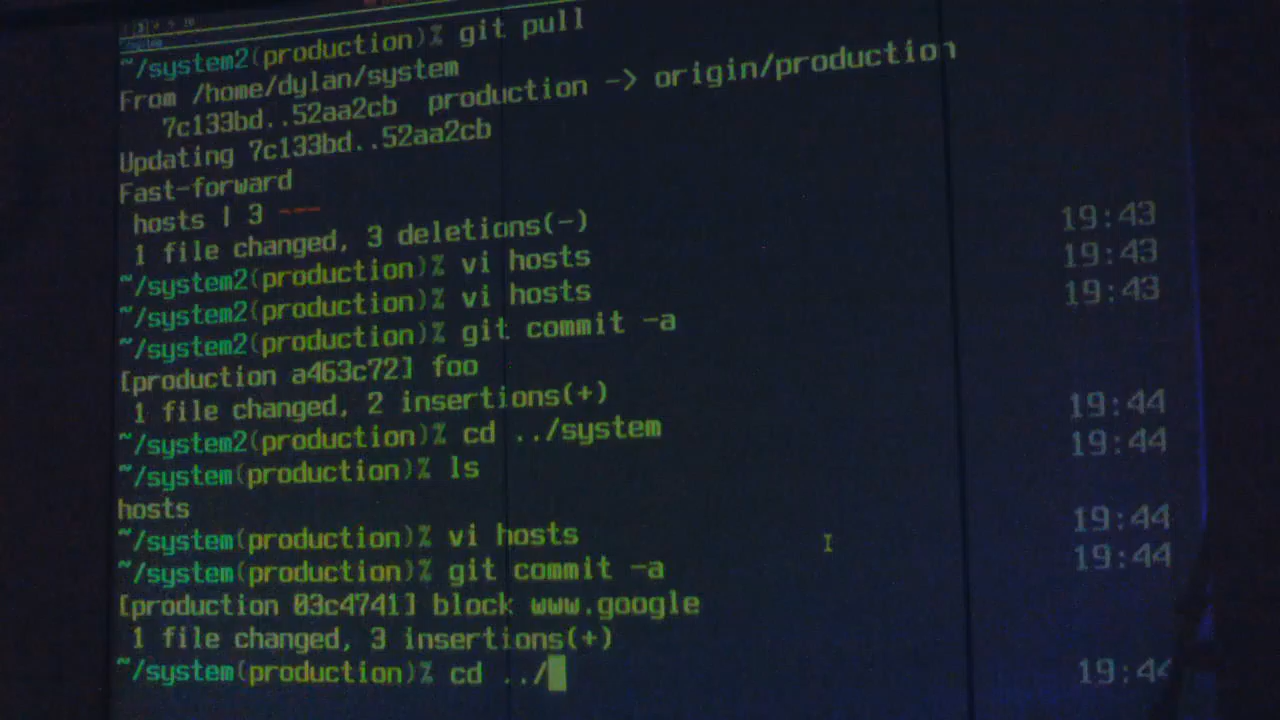 ~/system2(production)% git pull
From /home/dylan/system
7c133bd..52aa2cb production -> origin/production
Updating 7c133bd..52aa2cb
Fast-forward
hosts | 3 ---
1 file changed, 3 deletions(-) 19:43
~/system2(production)% vi hosts 19:43
~/system2(production)% vi hosts 19:43
~/system2(production)% git commit -a
[production a463c72] foo
1 file changed, 2 insertions(+) 19:44
~/system2(production)% cd ../system 19:44
~/system(production)% ls
hosts 19:44
~/system(production)% vi hosts 19:44
~/system(production)% git commit -a
[production 03c4741] block www.google
1 file changed, 3 insertions(+)
~/system(production)% cd ../ 19:44